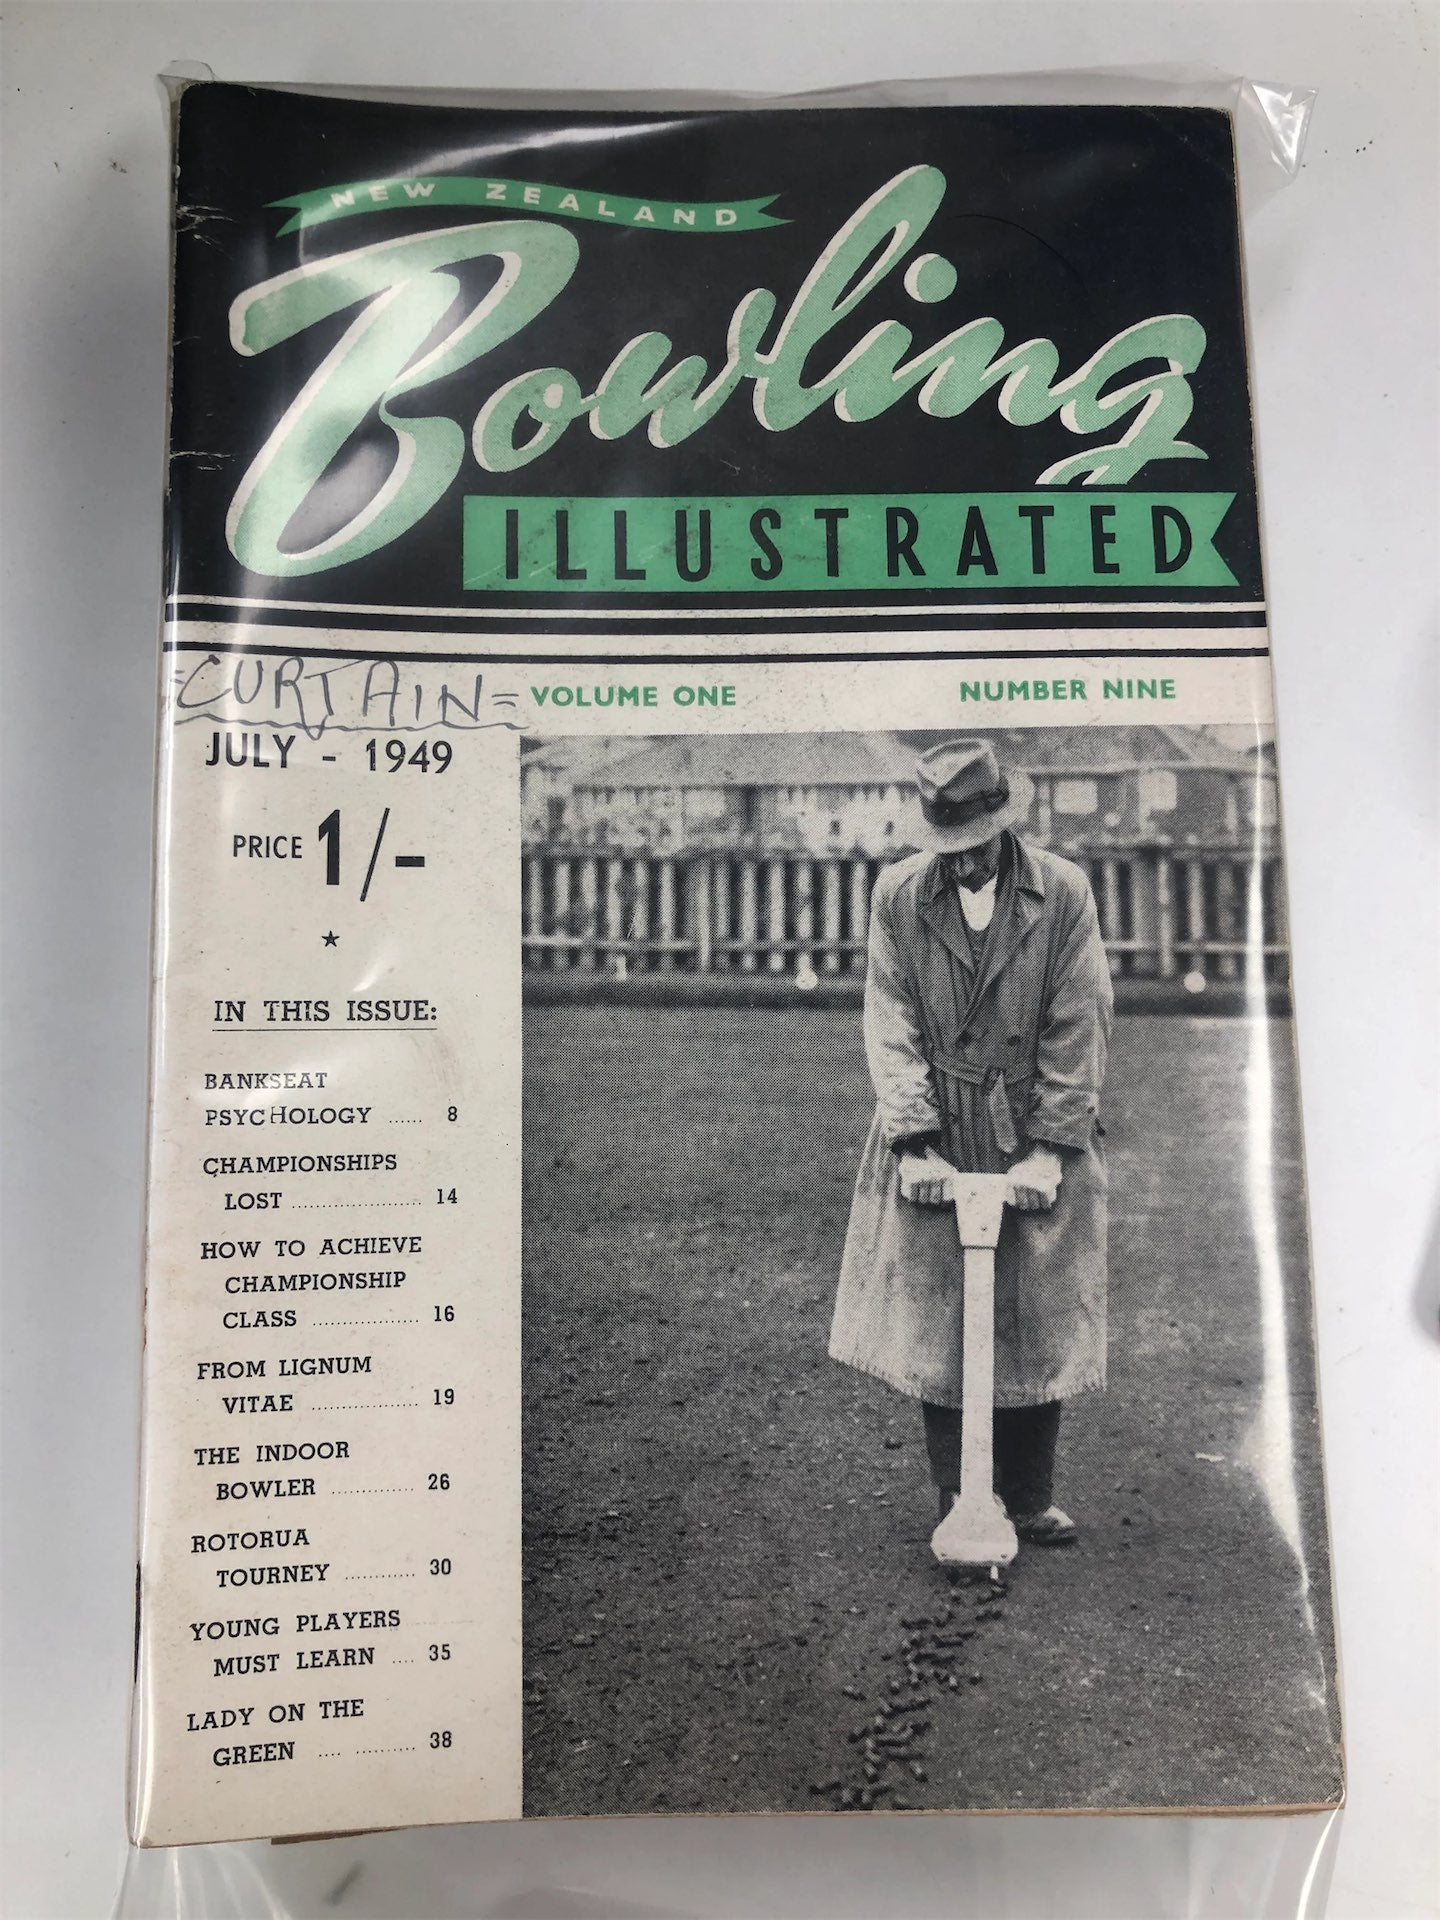 NEW ZEALAND
Bowling
ILLUSTRATED
=CURTAIN=
VOLUME ONE
NUMBER NINE
JULY - 1949
PRICE 1/-
IN THIS ISSUE:
BANKSEAT
PSYCHOLOGY ...... 8
CHAMPIONSHIPS
LOST ...................... 14
HOW TO ACHIEVE
CHAMPIONSHIP
CLASS .................. 16
FROM LIGNUM
VITAE .................. 19
THE INDOOR
BOWLER .............. 26
ROTORUA
TOURNEY ............ 30
YOUNG PLAYERS
MUST LEARN .... 35
LADY ON THE
GREEN .... .......... 38